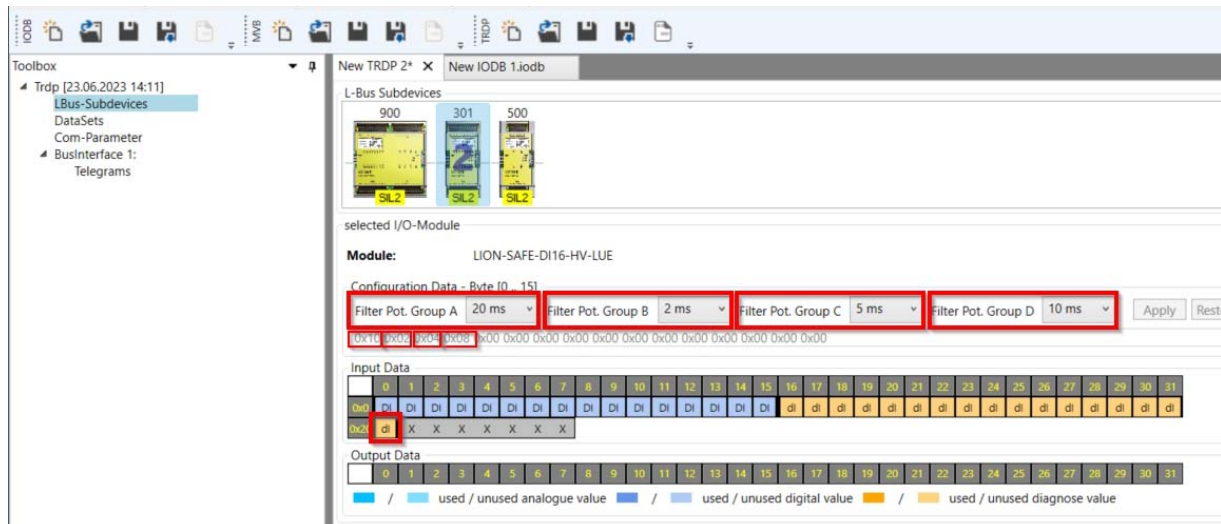 IODB
MVB
TRDP
Toolbox
Trdp [23.06.2023 14:11]
LBus-Subdevices
DataSets
Com-Parameter
BusInterface 1:
Telegrams
New TRDP 2* X New IODB 1.iodb
L-Bus Subdevices
900 301 500
2
SIL2 SIL2 SIL2
selected I/O-Module
Module: LION-SAFE-DI16-HV-LUE
Configuration Data - Byte [0 .. 15]
Filter Pot. Group A 20 ms Filter Pot. Group B 2 ms Filter Pot. Group C 5 ms Filter Pot. Group D 10 ms Apply Rest
0x10 0x02 0x04 0x08 0x00 0x00 0x00 0x00 0x00 0x00 0x00 0x00 0x00 0x00 0x00 0x00
Input Data
0 1 2 3 4 5 6 7 8 9 10 11 12 13 14 15 16 17 18 19 20 21 22 23 24 25 26 27 28 29 30 31
0x0 DI DI DI DI DI DI DI DI DI DI DI DI DI DI DI DI dI dI dI dI dI dI dI dI dI dI dI dI dI dI dI dI
0x20 dI X X X X X X X
Output Data
0 1 2 3 4 5 6 7 8 9 10 11 12 13 14 15 16 17 18 19 20 21 22 23 24 25 26 27 28 29 30 31
/ used / unused analogue value / used / unused digital value / used / unused diagnose value